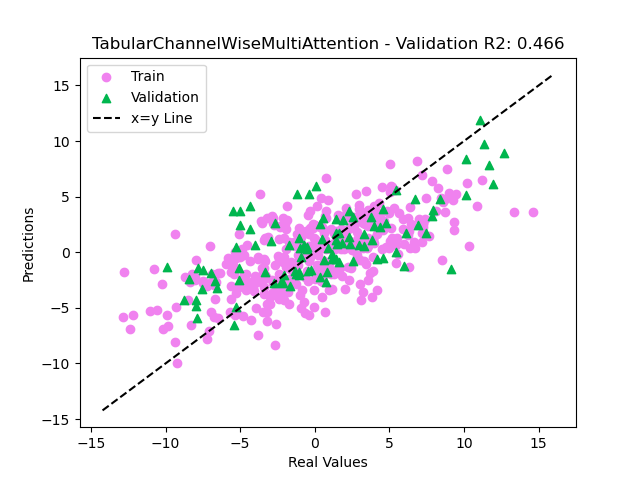 TabularChannelWiseMultiAttention - Validation R2: 0.466
Train
Validation
x=y Line
15
10
5
0
−5
−10
−15
Predictions
−15
−10
−5
0
5
10
15
Real Values